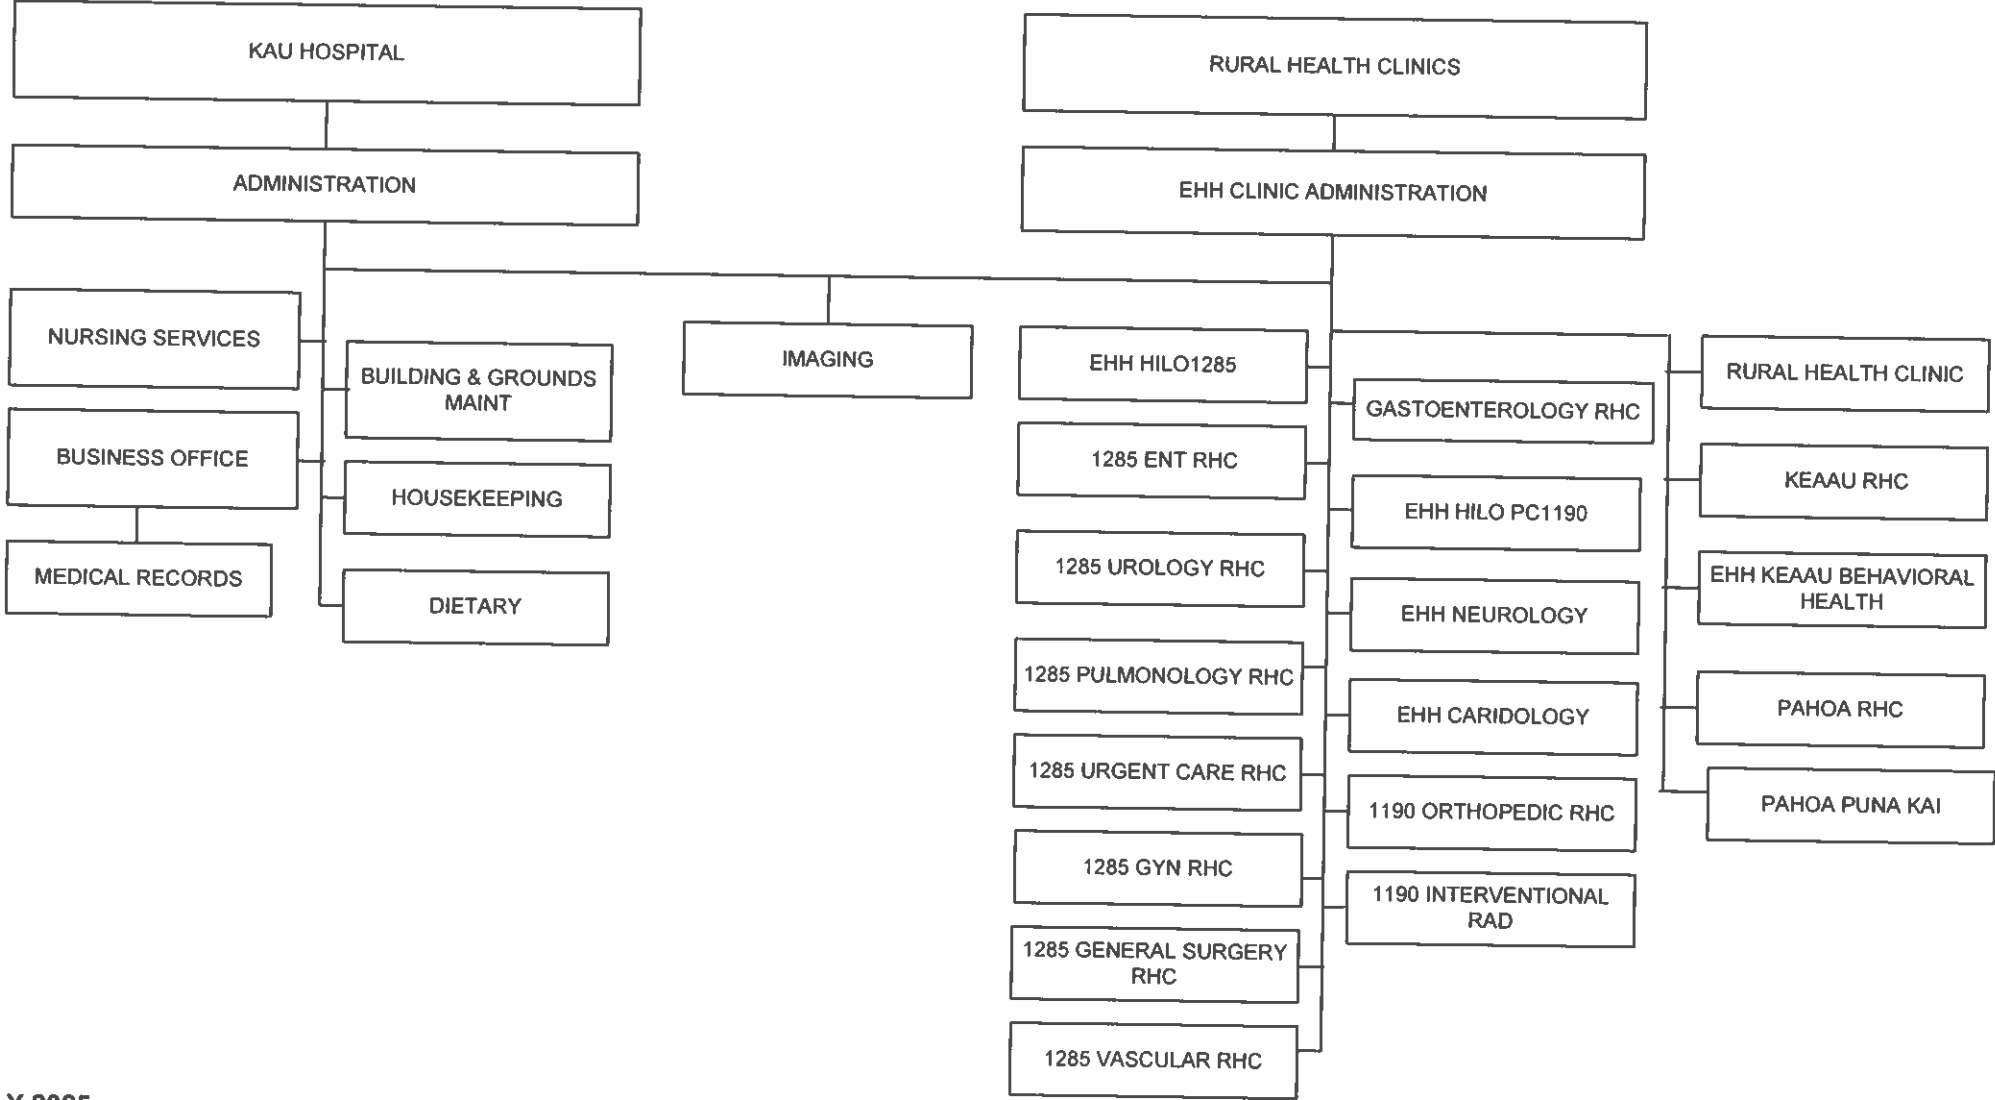 KAU HOSPITAL
ADMINISTRATION
NURSING SERVICES
BUILDING & GROUNDS
MAINT
BUSINESS OFFICE
HOUSEKEEPING
MEDICAL RECORDS
DIETARY
IMAGING
RURAL HEALTH CLINICS
EHH CLINIC ADMINISTRATION
EHH HILO1285
1285 ENT RHC
1285 UROLOGY RHC
1285 PULMONOLOGY RHC
1285 URGENT CARE RHC
1285 GYN RHC
1285 GENERAL SURGERY
RHC
1285 VASCULAR RHC
GASTOENTEROLOGY RHC
EHH HILO PC1190
EHH NEUROLOGY
EHH CARIDOLOGY
1190 ORTHOPEDIC RHC
1190 INTERVENTIONAL
RAD
RURAL HEALTH CLINIC
KEAAU RHC
EHH KEAAU BEHAVIORAL
HEALTH
PAHOA RHC
PAHOA PUNA KAI